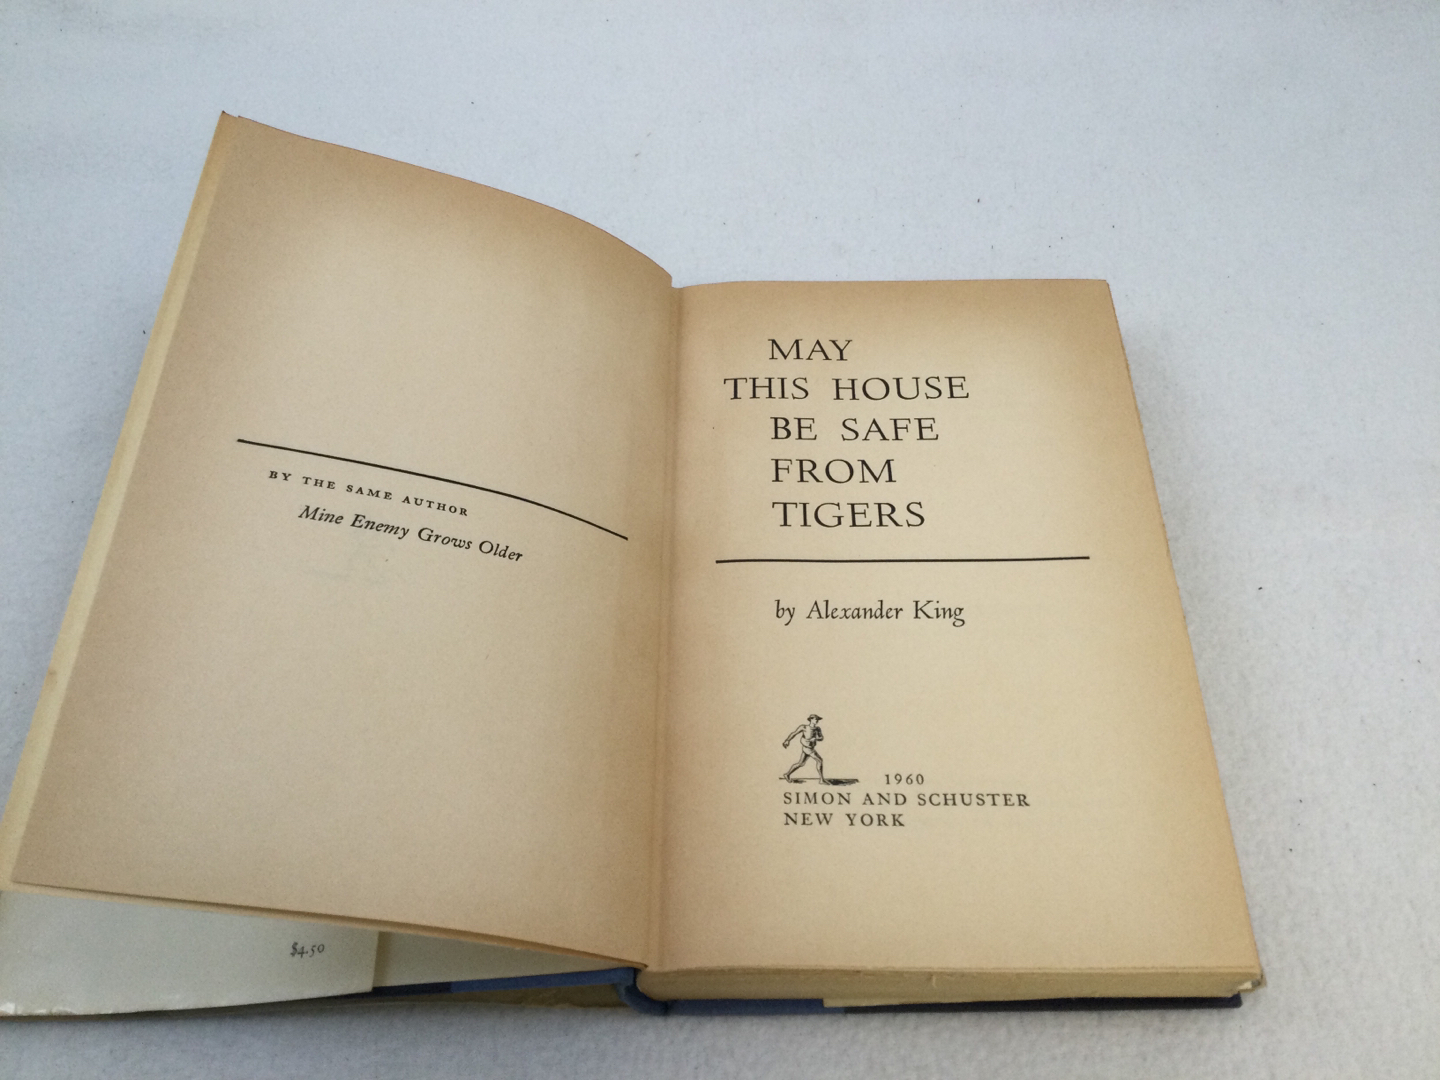 BY THE SAME AUTHOR
Mine Enemy Grows Older
$4.50
MAY
THIS HOUSE
BE SAFE
FROM
TIGERS
by Alexander King
1960
SIMON AND SCHUSTER
NEW YORK